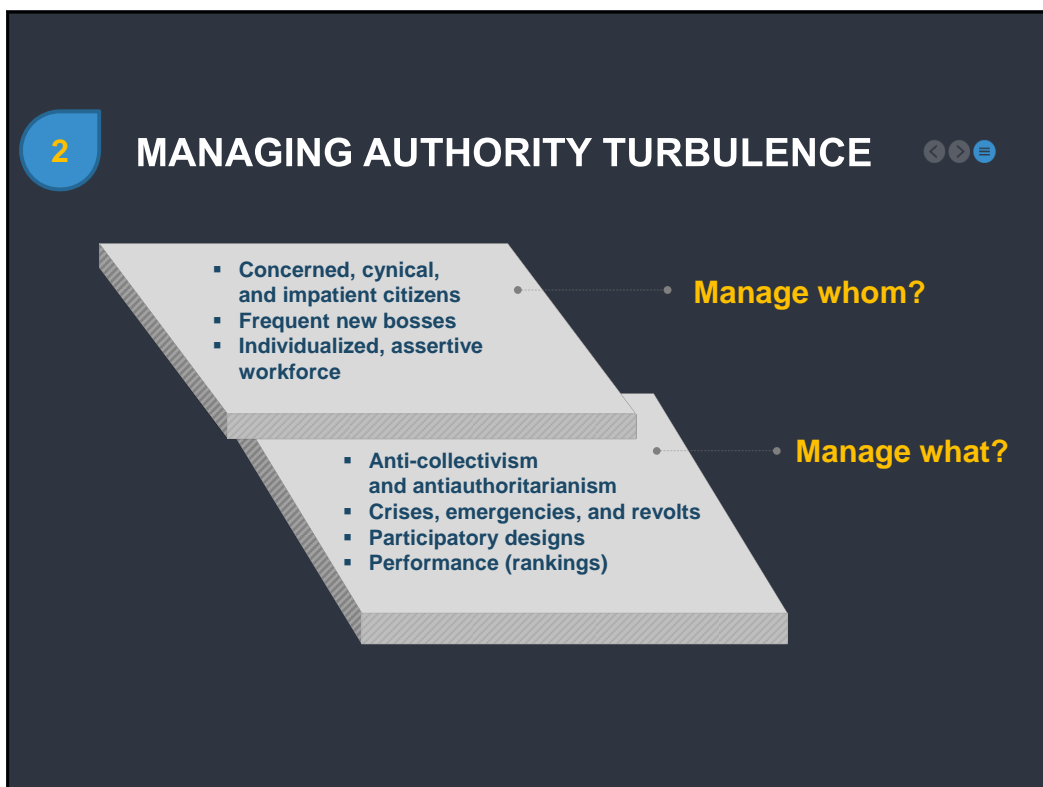 2
MANAGING AUTHORITY TURBULENCE
▪ Concerned, cynical,
and impatient citizens
▪ Frequent new bosses
▪ Individualized, assertive
workforce
Manage whom?
Manage what?
▪ Anti-collectivism
and antiauthoritarianism
▪ Crises, emergencies, and revolts
▪ Participatory designs
▪ Performance (rankings)